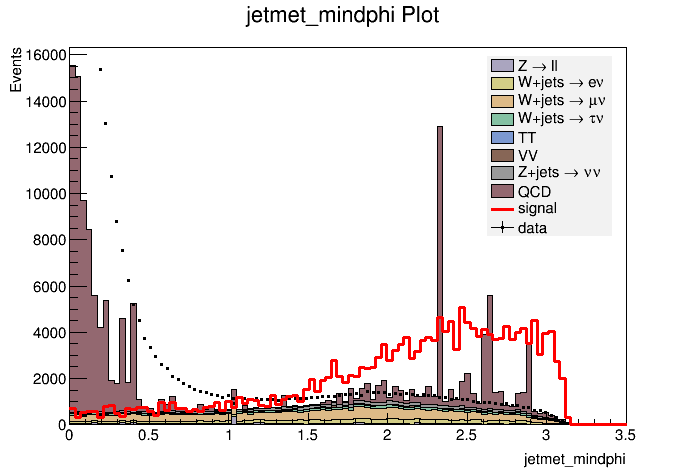 jetmet_mindphi Plot
Events
16000
14000
12000
10000
8000
6000
4000
2000
0
0
0.5
1
1.5
2
2.5
3
3.5
jetmet_mindphi
Z → ll
W+jets → eν
W+jets → μν
W+jets → τν
TT
VV
Z+jets → νν
QCD
signal
data